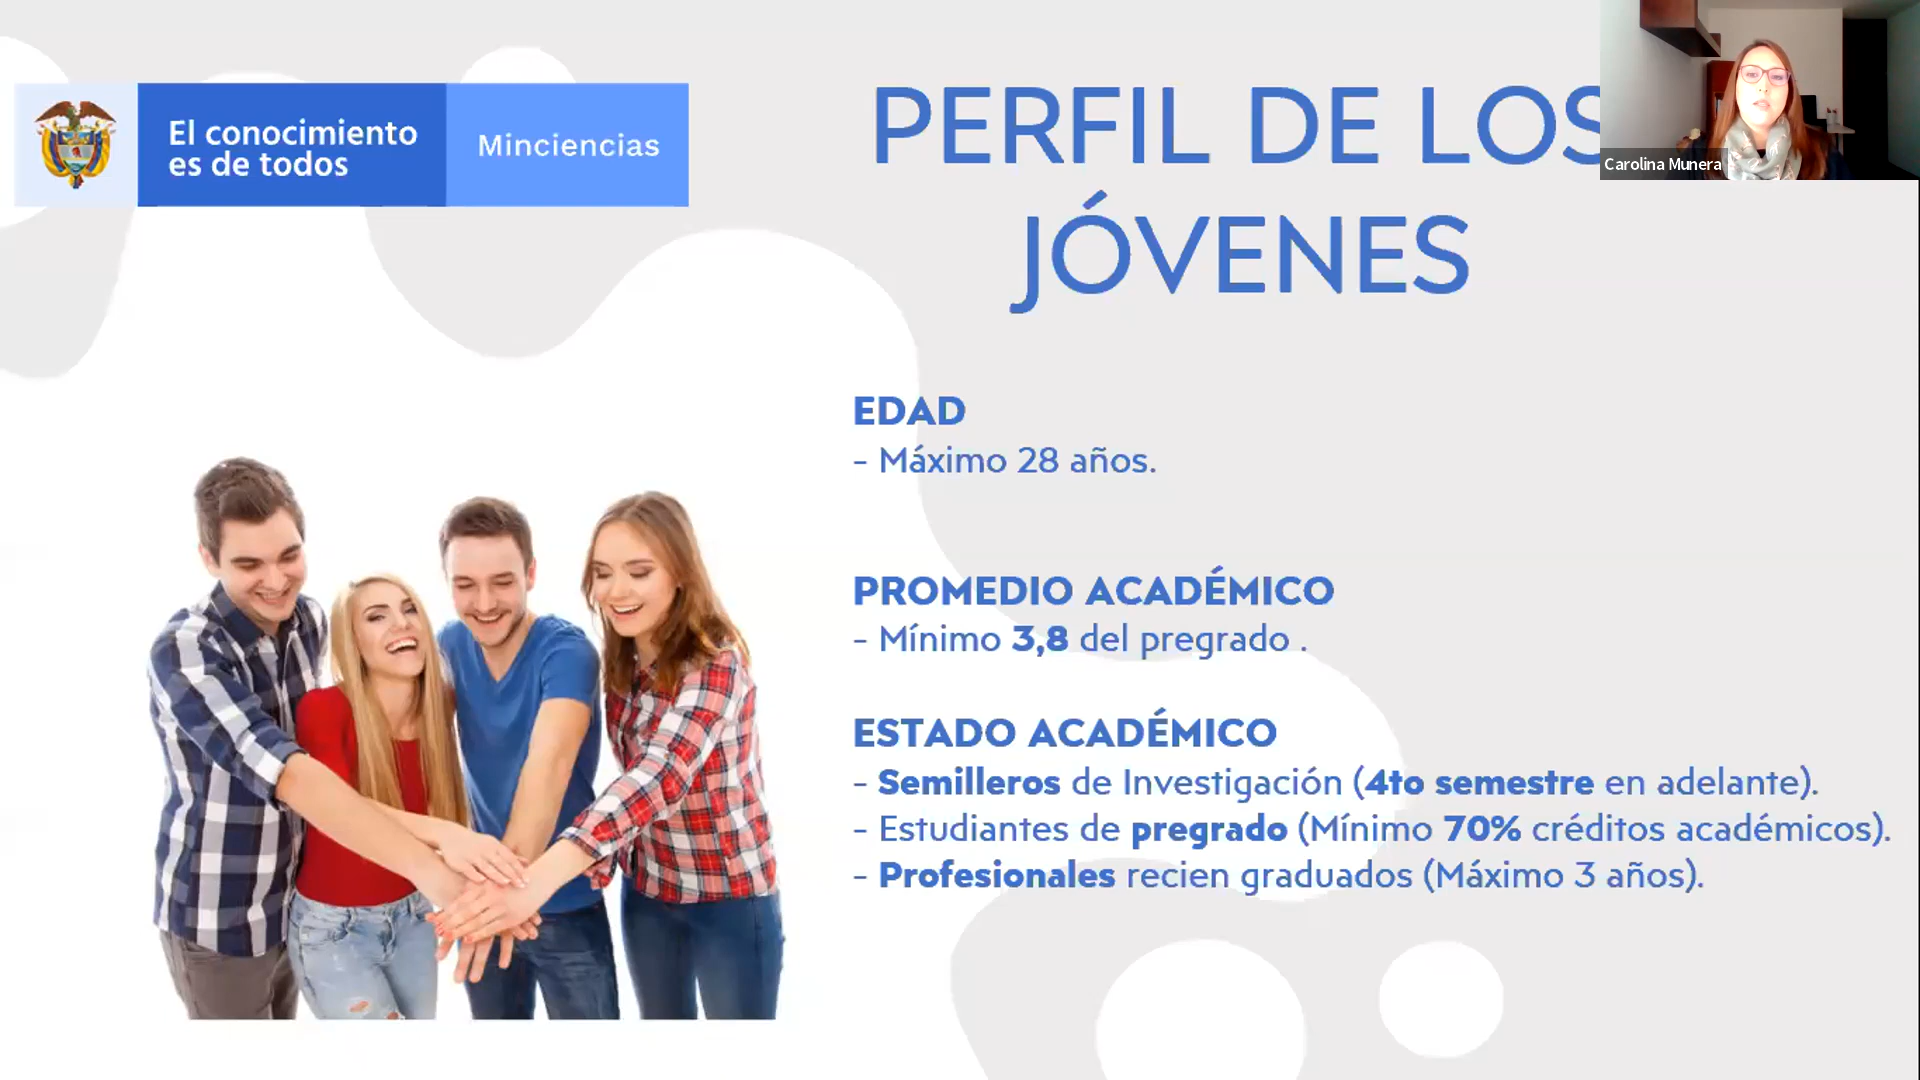 El conocimiento
es de todos
Minciencias
PERFIL DE LOS
JÓVENES
Carolina Munera
EDAD
- Máximo 28 años.
PROMEDIO ACADÉMICO
- Mínimo 3,8 del pregrado .
ESTADO ACADÉMICO
- Semilleros de Investigación (4to semestre en adelante).
- Estudiantes de pregrado (Mínimo 70% créditos académicos).
- Profesionales recien graduados (Máximo 3 años).